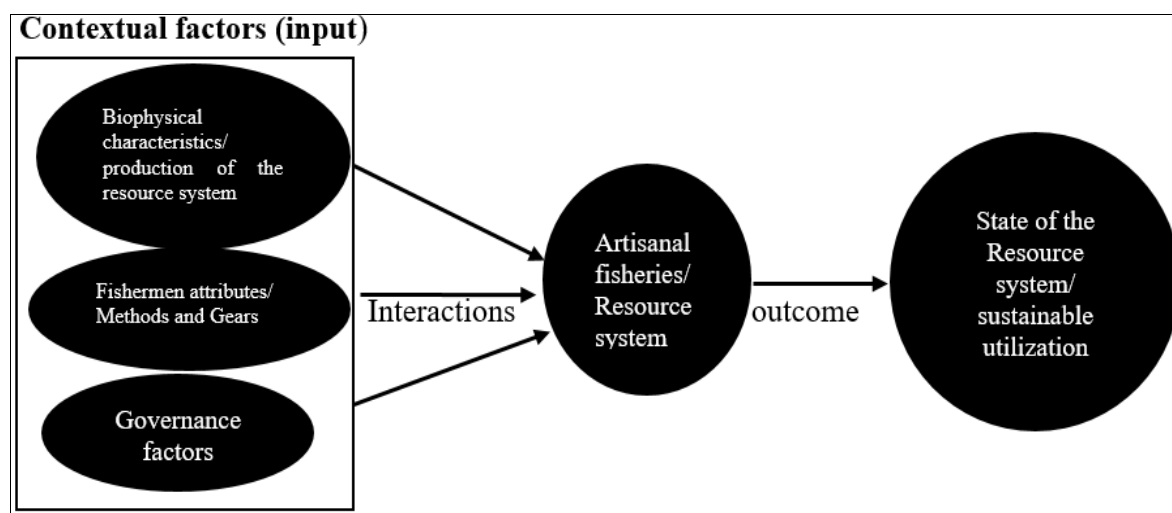 Contextual factors (input)
Biophysical
characteristics/
production of the
resource system
Fishermen attributes/
Methods and Gears
Governance
factors
Interactions
Artisanal
fisheries/
Resource
system
outcome
State of the
Resource
system/
sustainable
utilization